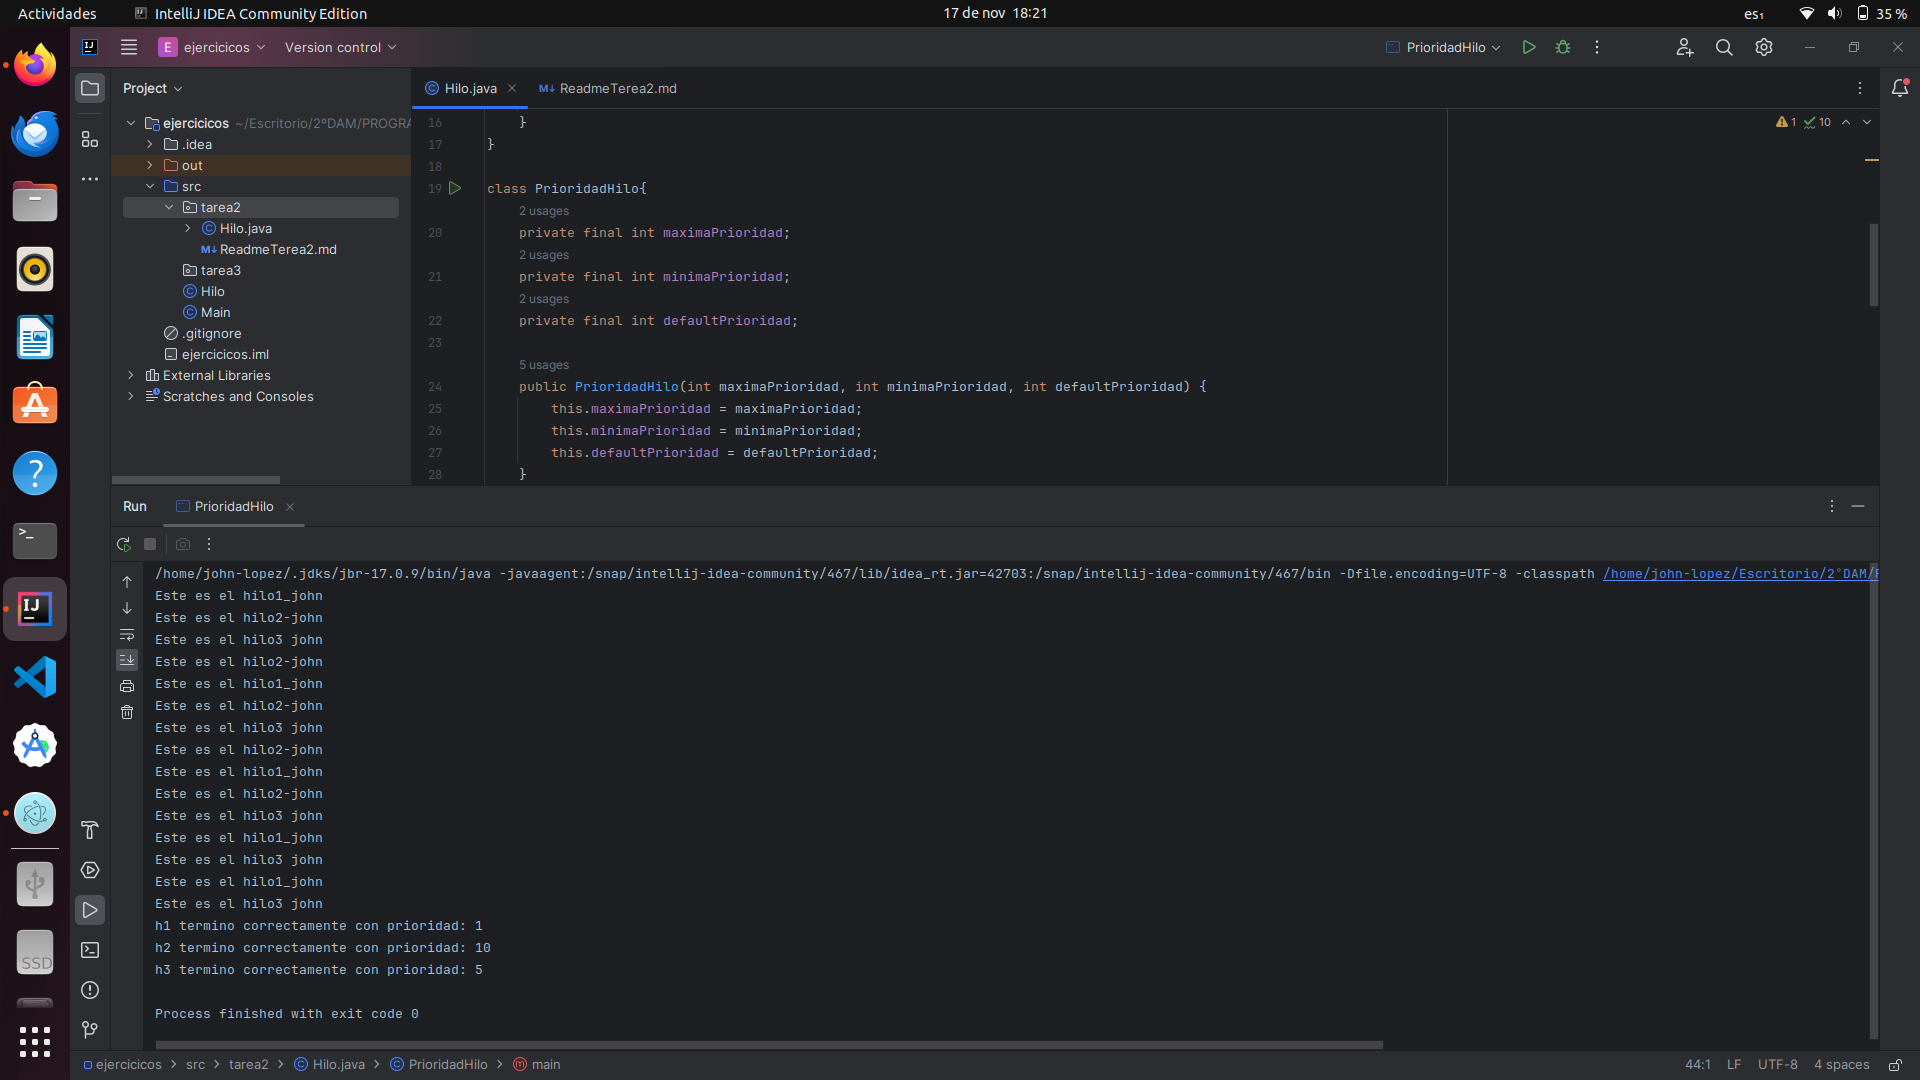 Actividades
IntelliJ IDEA Community Edition
17 de nov 18:21
es₁
35 %
E ejercicicos
Version control
PrioridadHilo
Project
ejercicicos ~/Escritorio/2ºDAM/PROGRA
.idea
out
src
tarea2
Hilo.java
M↓ ReadmeTerea2.md
tarea3
Hilo
Main
.gitignore
ejercicicos.iml
External Libraries
Scratches and Consoles
Hilo.java
M↓ ReadmeTerea2.md
1 10
16 }
17 }
18
19 class PrioridadHilo{
2 usages
20 private final int maximaPrioridad;
2 usages
21 private final int minimaPrioridad;
2 usages
22 private final int defaultPrioridad;
23
5 usages
24 public PrioridadHilo(int maximaPrioridad, int minimaPrioridad, int defaultPrioridad) {
25 this.maximaPrioridad = maximaPrioridad;
26 this.minimaPrioridad = minimaPrioridad;
27 this.defaultPrioridad = defaultPrioridad;
28 }
Run
PrioridadHilo
/home/john-lopez/.jdks/jbr-17.0.9/bin/java -javaagent:/snap/intellij-idea-community/467/lib/idea_rt.jar=42703:/snap/intellij-idea-community/467/bin -Dfile.encoding=UTF-8 -classpath /home/john-lopez/Escritorio/2ºDAM/
Este es el hilo1_john
Este es el hilo2-john
Este es el hilo3 john
Este es el hilo2-john
Este es el hilo1_john
Este es el hilo2-john
Este es el hilo3 john
Este es el hilo2-john
Este es el hilo1_john
Este es el hilo2-john
Este es el hilo3 john
Este es el hilo1_john
Este es el hilo3 john
Este es el hilo1_john
Este es el hilo3 john
h1 termino correctamente con prioridad: 1
h2 termino correctamente con prioridad: 10
h3 termino correctamente con prioridad: 5
Process finished with exit code 0
SSD
ejercicicos > src > tarea2 > Hilo.java > PrioridadHilo > main
44:1 LF UTF-8 4 spaces